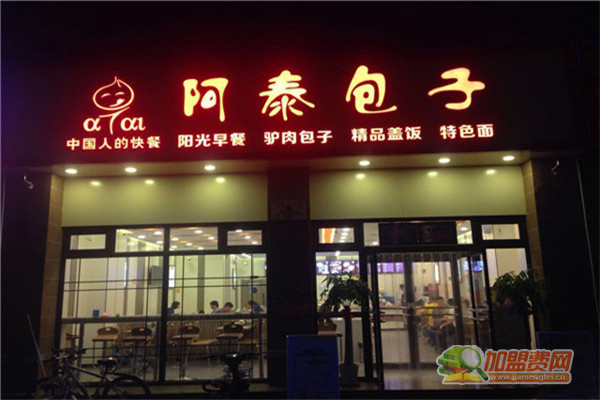 阿泰包子
αTαι
中国人的快餐 阳光早餐 驴肉包子 精品盖饭 特色面
加盟费网
www.jiamengfei.cn